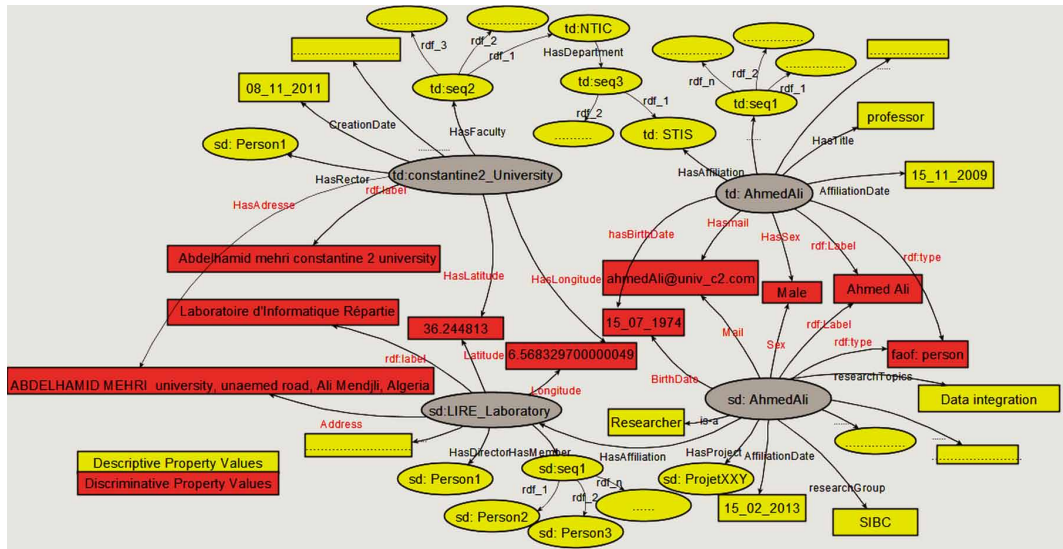 td:NTIC
rdf_3
rdf_2
rdf_1
HasDepartment
rdf_n
rdf_2
rdf_1
td:seq2
td:seq3
td:seq1
08_11_2011
rdf_1
rdf_2
professor
CreationDate
HasFaculty
td: STIS
HasTitle
sd: Person1
HasRector
td:constantine2_University
HasAffiliation
td: AhmedAli
AffiliationDate
15_11_2009
rdf:label
HasAdresse
hasBirthDate
Hasmail
HasSex
rdf:Label
rdf:type
Abdelhamid mehri constantine 2 university
HasLatitude
HasLongitude
ahmedAli@univ_c2.com
Male
Ahmed Ali
Laboratoire d'Informatique Répartie
36.244813
15_07_1974
rdf:Label
Mail
Sex
rdf:type
faof: person
rdf:label
Latitude
6.568329700000049
BirthDate
researchTopics
ABDELHAMID MEHRI university, unaemed road, Ali Mendjli, Algeria
Longitude
sd:LIRE_Laboratory
sd: AhmedAli
Data integration
Address
Researcher
is-a
HasDirector
HasMember
HasAffiliation
HasProject
AffiliationDate
Descriptive Property Values
Discriminative Property Values
sd: Person1
sd:seq1
sd: ProjetXXY
researchGroup
rdf_1
rdf_2
rdf_n
sd: Person2
sd: Person3
15_02_2013
SIBC